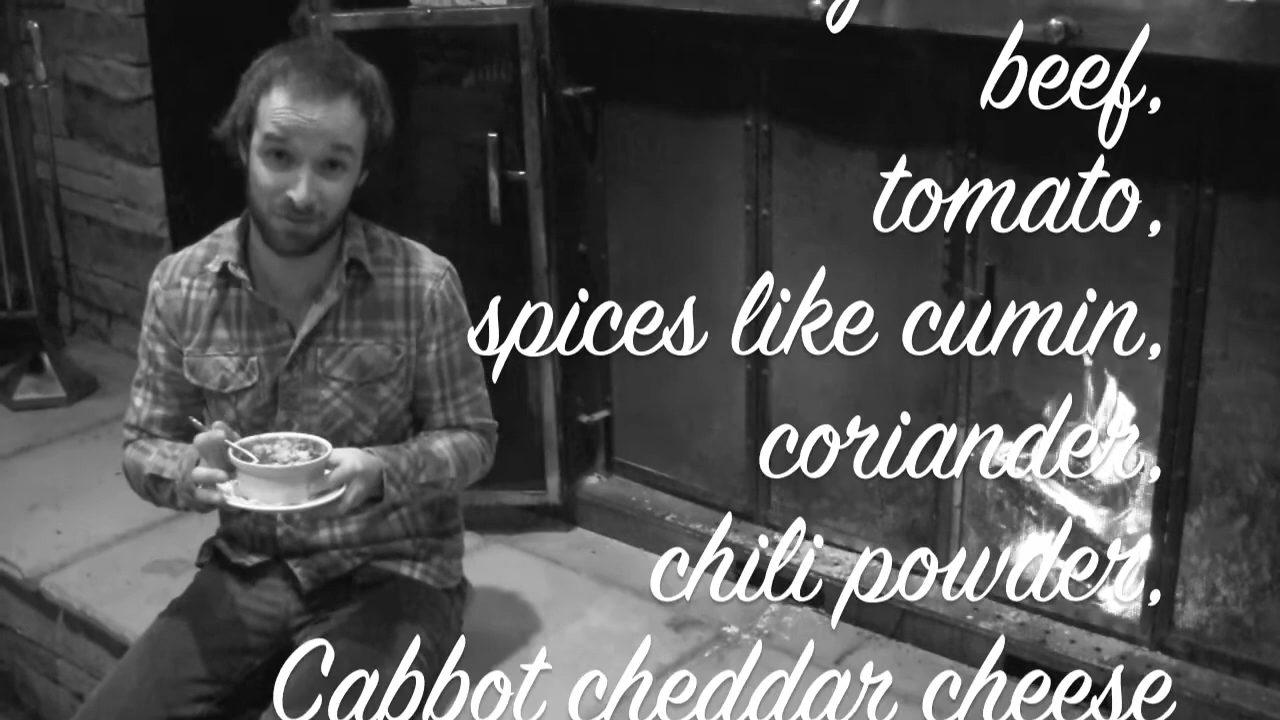 beef,
tomato,
spices like cumin,
coriander,
chili powder,
Cabbot cheddar cheese